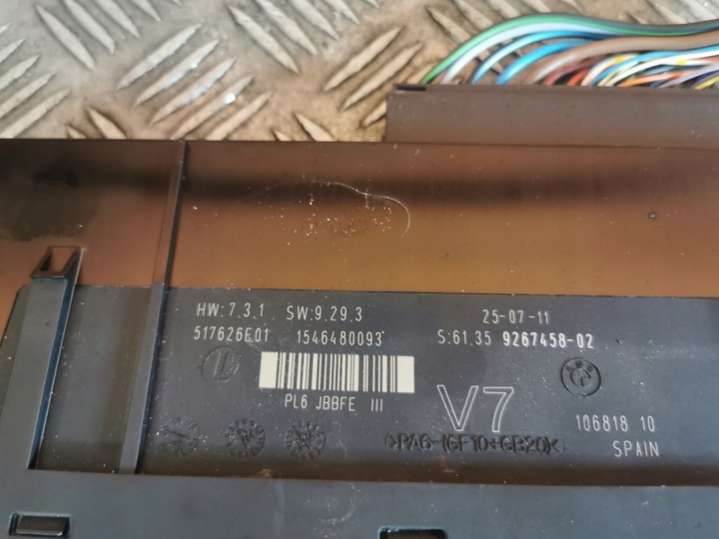 HW:7.3.1 SW:9.29.3 25-07-11
517626E01 1546480093 S:61.35 9267458-02
PL6 JBBFE III
V7
106818 10
>PA6-(GF10+GB20)<
SPAIN